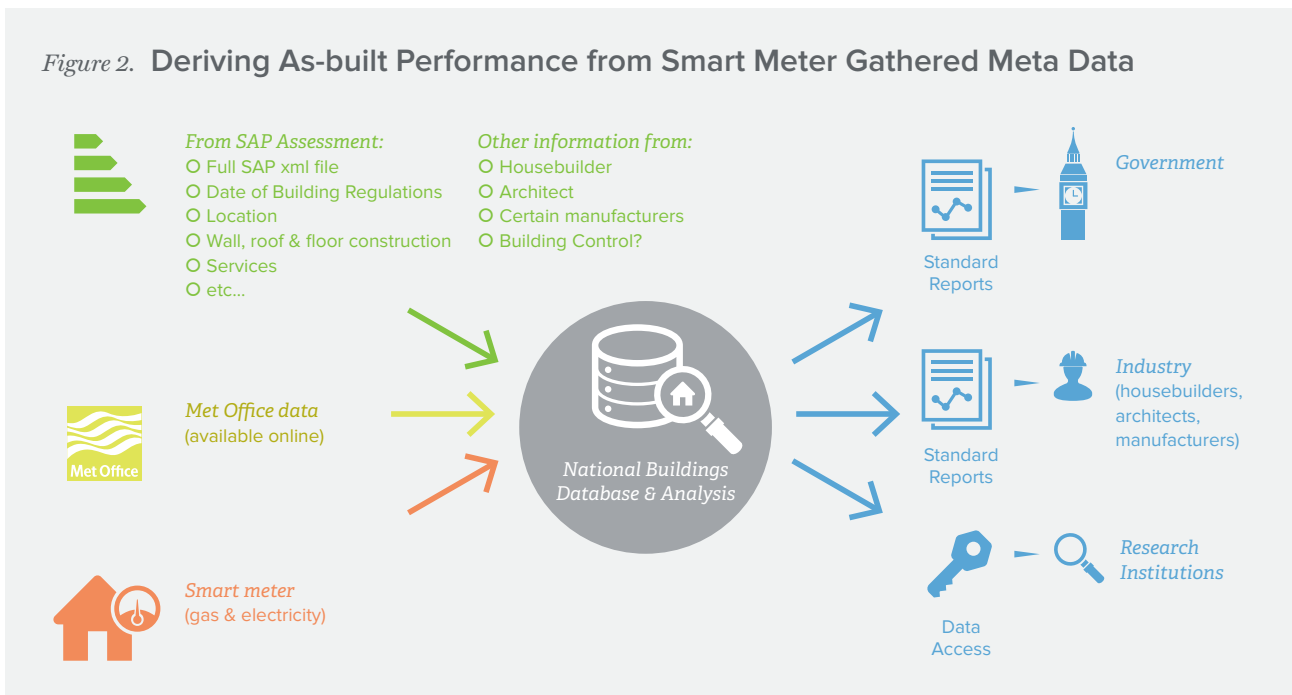 Figure 2. Deriving As-built Performance from Smart Meter Gathered Meta Data
From SAP Assessment:
O Full SAP xml file
O Date of Building Regulations
O Location
O Wall, roof & floor construction
O Services
O etc...
Other information from:
O Housebuilder
O Architect
O Certain manufacturers
O Building Control?
Met Office
Met Office data
(available online)
Smart meter
(gas & electricity)
National Buildings
Database & Analysis
Standard
Reports
Government
Standard
Reports
Industry
(housebuilders,
architects,
manufacturers)
Data
Access
Research
Institutions